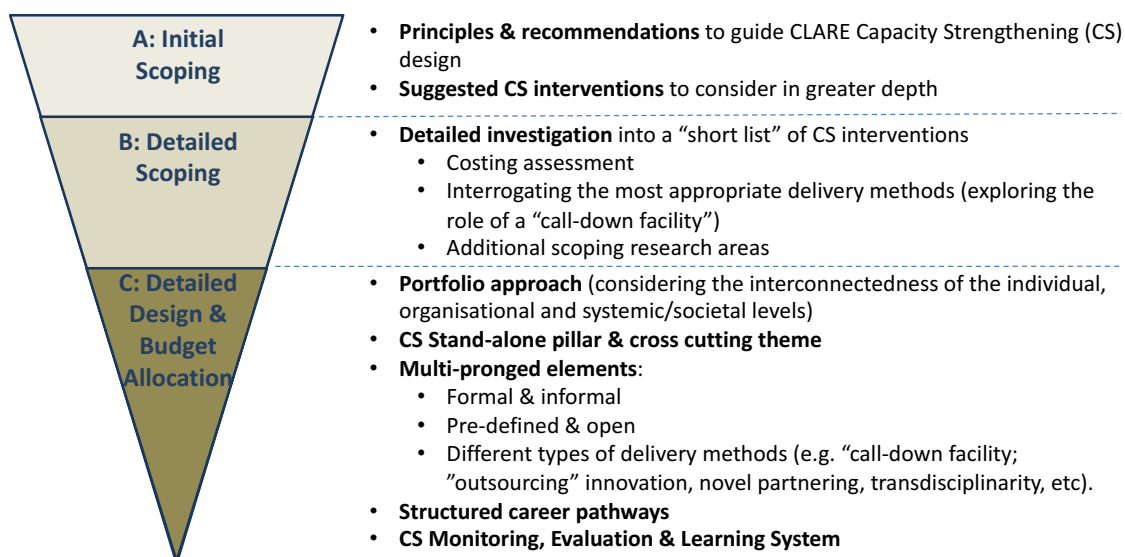 A: Initial
Scoping
• Principles & recommendations to guide CLARE Capacity Strengthening (CS)
design
• Suggested CS interventions to consider in greater depth
B: Detailed
Scoping
• Detailed investigation into a “short list” of CS interventions
• Costing assessment
• Interrogating the most appropriate delivery methods (exploring the
role of a “call-down facility”)
• Additional scoping research areas
C: Detailed
Design &
Budget
Allocation
• Portfolio approach (considering the interconnectedness of the individual,
organisational and systemic/societal levels)
• CS Stand-alone pillar & cross cutting theme
• Multi-pronged elements:
• Formal & informal
• Pre-defined & open
• Different types of delivery methods (e.g. “call-down facility;
”outsourcing” innovation, novel partnering, transdisciplinarity, etc).
• Structured career pathways
• CS Monitoring, Evaluation & Learning System